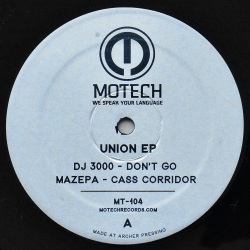 MOTECH
WE SPEAK YOUR LANGUAGE
UNION EP
DJ 3000 - DON'T GO
MAZEPA - CASS CORRIDOR
MT-104
MOTECHRECORDS.COM
A
MADE AT ARCHER PRESSING